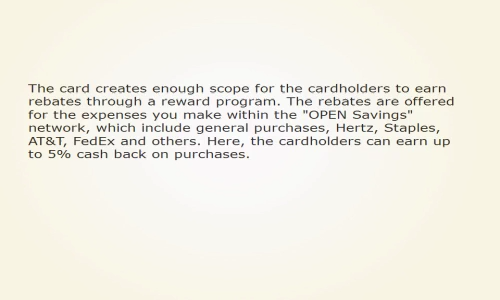 The card creates enough scope for the cardholders to earn
rebates through a reward program. The rebates are offered
for the expenses you make within the "OPEN Savings"
network, which include general purchases, Hertz, Staples,
AT&T, FedEx and others. Here, the cardholders can earn up
to 5% cash back on purchases.